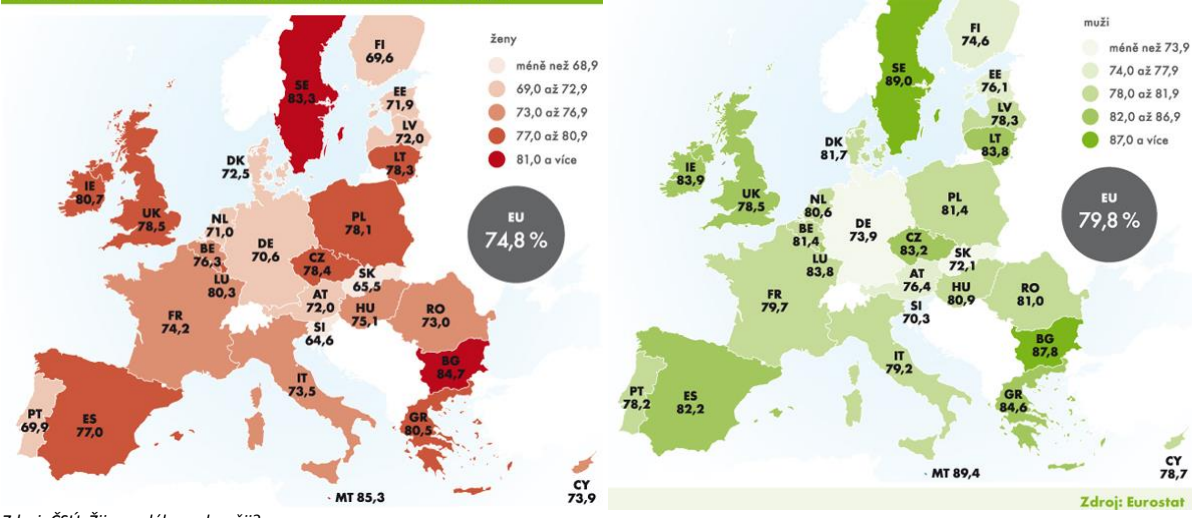 ženy
méně než 68,9
69,0 až 72,9
73,0 až 76,9
77,0 až 80,9
81,0 a více
EU
74,8 %
FI
69,6
SE
83,3
EE
71,9
LV
72,0
LT
78,3
DK
72,5
IE
80,7
UK
78,5
NL
71,0
BE
76,3
LU
80,3
DE
70,6
PL
78,1
CZ
78,4
SK
65,5
AT
72,0
HU
75,1
SI
64,6
RO
73,0
FR
74,2
BG
84,7
IT
73,5
PT
69,9
ES
77,0
GR
80,5
MT 85,3
CY
73,9
muži
méně než 73,9
74,0 až 77,9
78,0 až 81,9
82,0 až 86,9
87,0 a více
EU
79,8 %
FI
74,6
SE
89,0
EE
76,1
LV
78,3
LT
83,8
DK
81,7
IE
83,9
UK
78,5
NL
80,6
BE
81,4
LU
83,8
DE
73,9
PL
81,4
CZ
83,2
SK
72,1
AT
76,4
HU
80,9
SI
70,3
RO
81,0
FR
79,7
BG
87,8
IT
79,2
PT
78,2
ES
82,2
GR
84,6
MT 89,4
CY
78,7
Zdroj: Eurostat